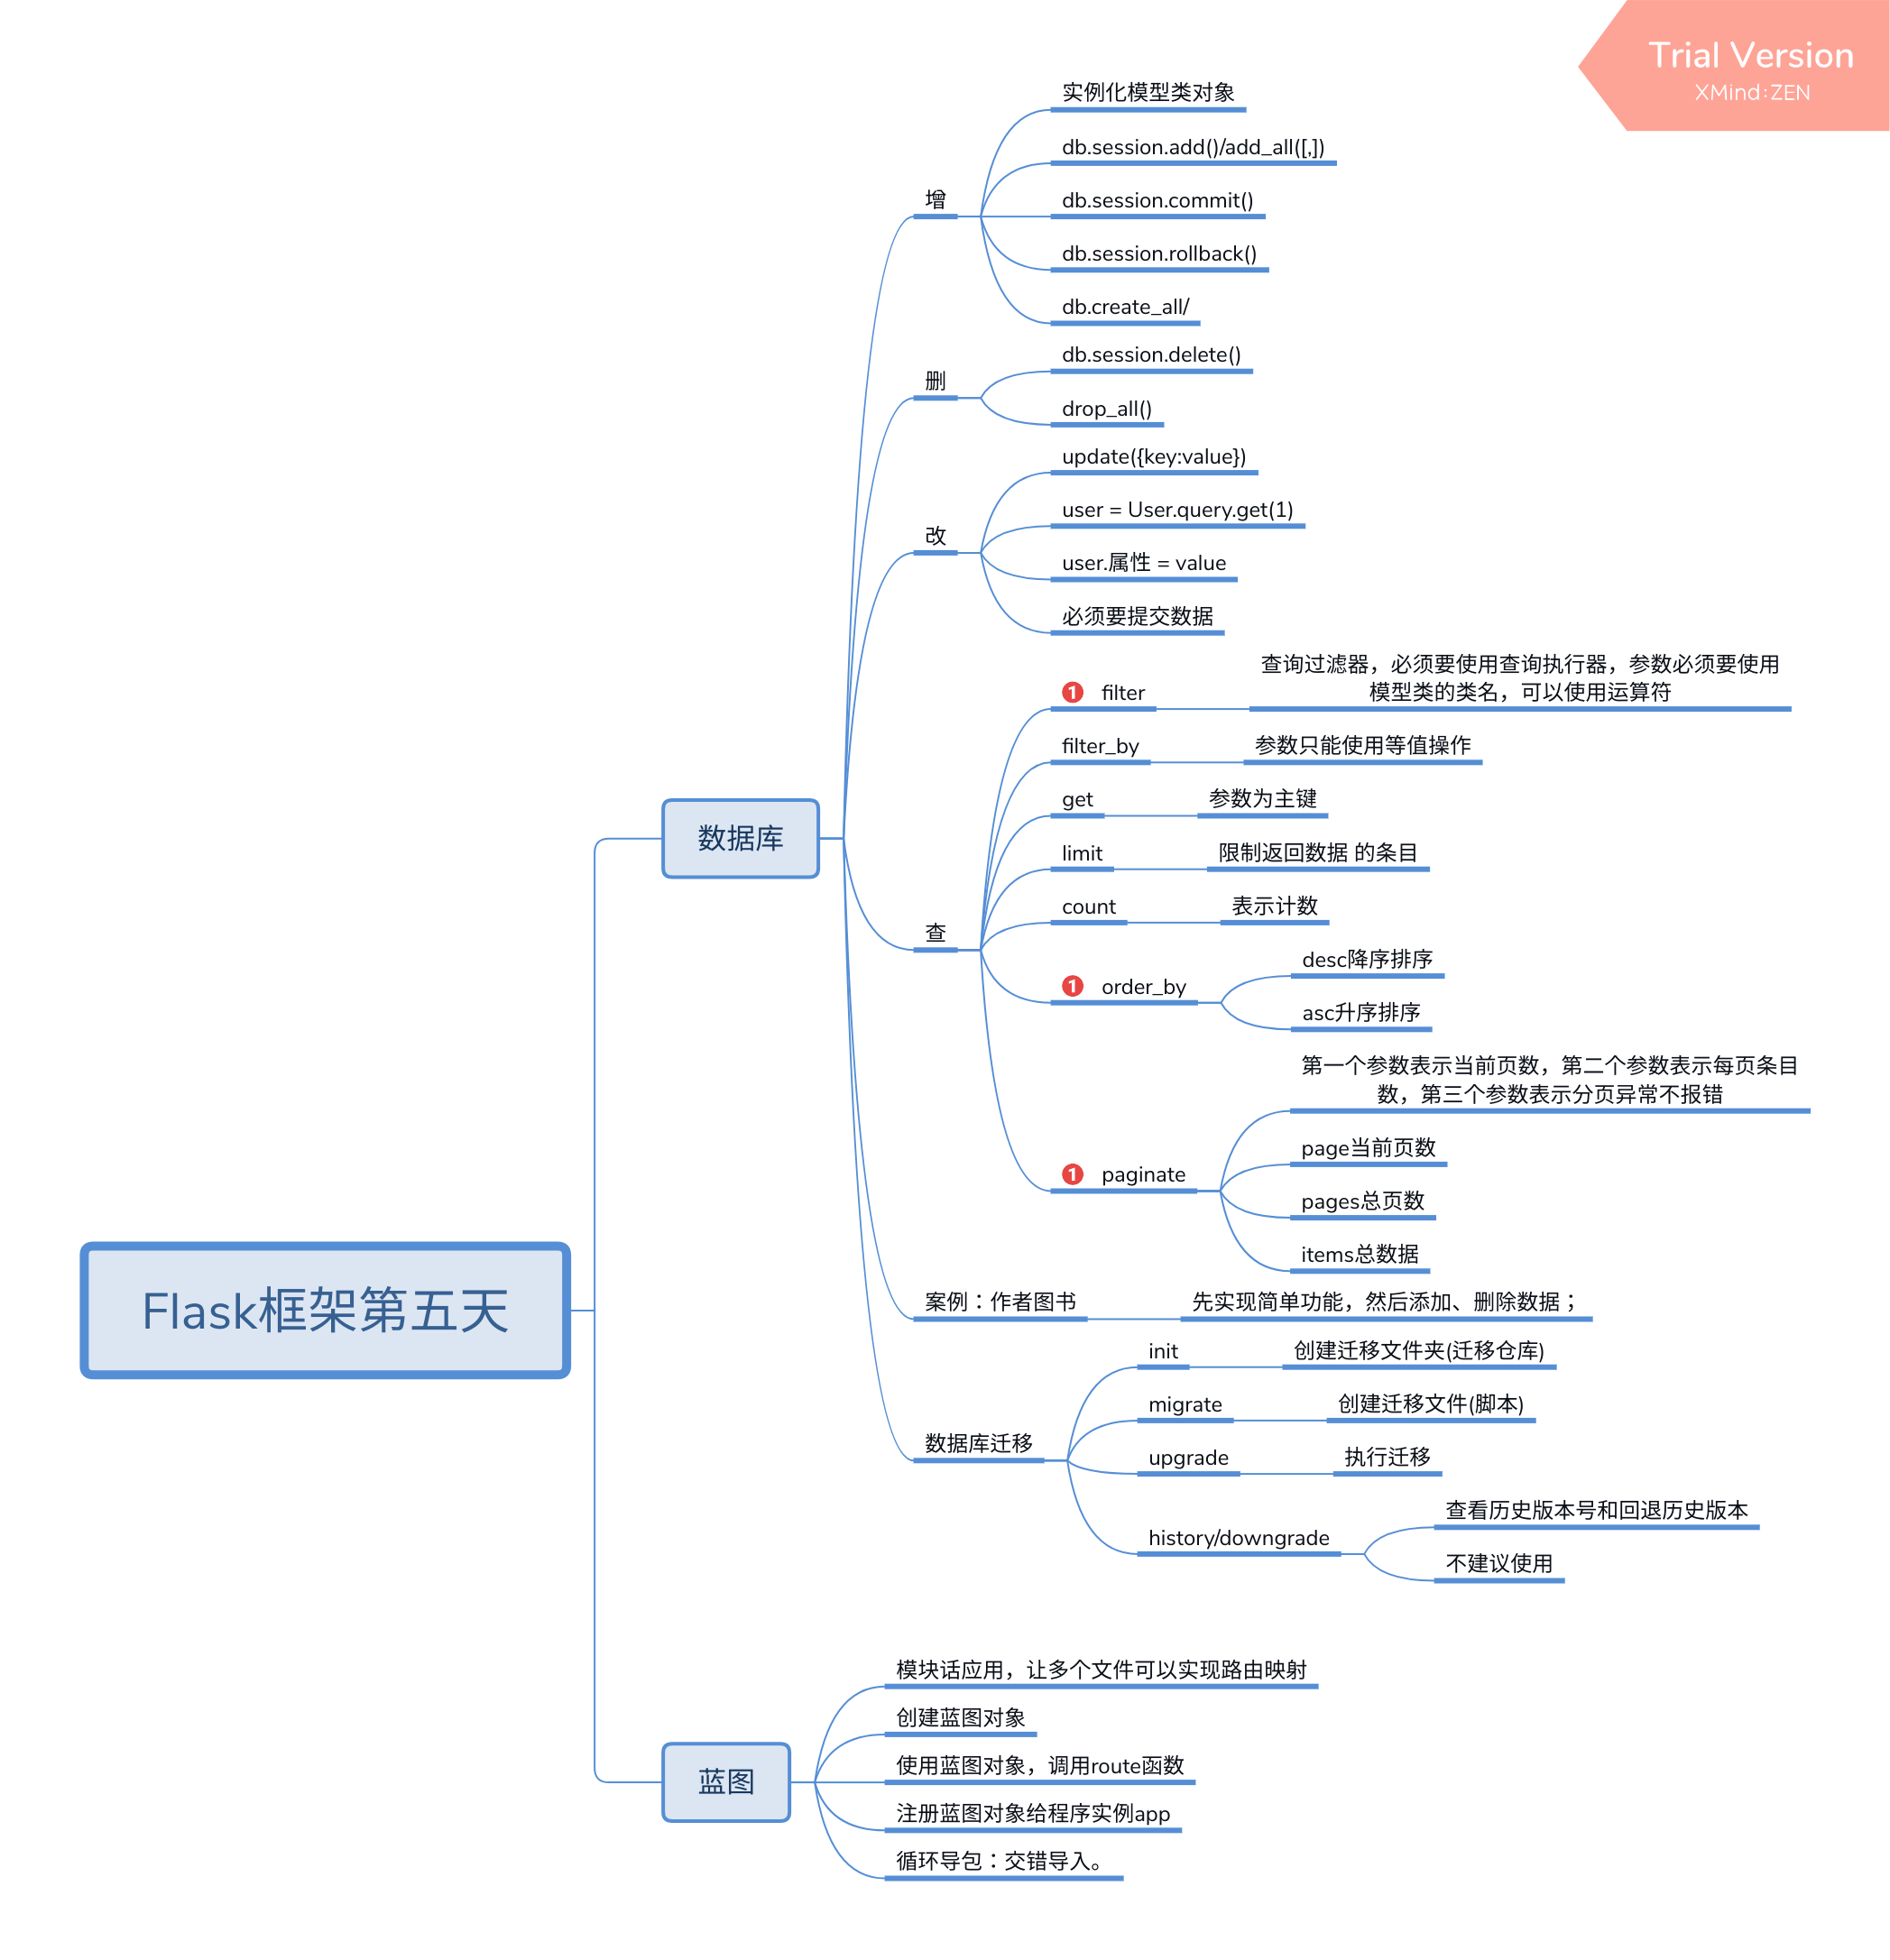 Trial Version
XMind:ZEN
Flask框架第五天
数据库
增
实例化模型类对象
db.session.add()/add_all([,])
db.session.commit()
db.session.rollback()
db.create_all/
删
db.session.delete()
drop_all()
改
update({key:value})
user = User.query.get(1)
user.属性 = value
必须要提交数据
查
1 filter
查询过滤器，必须要使用查询执行器，参数必须要使用
模型类的类名，可以使用运算符
filter_by
参数只能使用等值操作
get
参数为主键
limit
限制返回数据 的条目
count
表示计数
1 order_by
desc降序排序
asc升序排序
1 paginate
第一个参数表示当前页数，第二个参数表示每页条目
数，第三个参数表示分页异常不报错
page当前页数
pages总页数
items总数据
案例：作者图书
先实现简单功能，然后添加、删除数据；
数据库迁移
init
创建迁移文件夹(迁移仓库)
migrate
创建迁移文件(脚本)
upgrade
执行迁移
history/downgrade
查看历史版本号和回退历史版本
不建议使用
蓝图
模块话应用，让多个文件可以实现路由映射
创建蓝图对象
使用蓝图对象，调用route函数
注册蓝图对象给程序实例app
循环导包：交错导入。